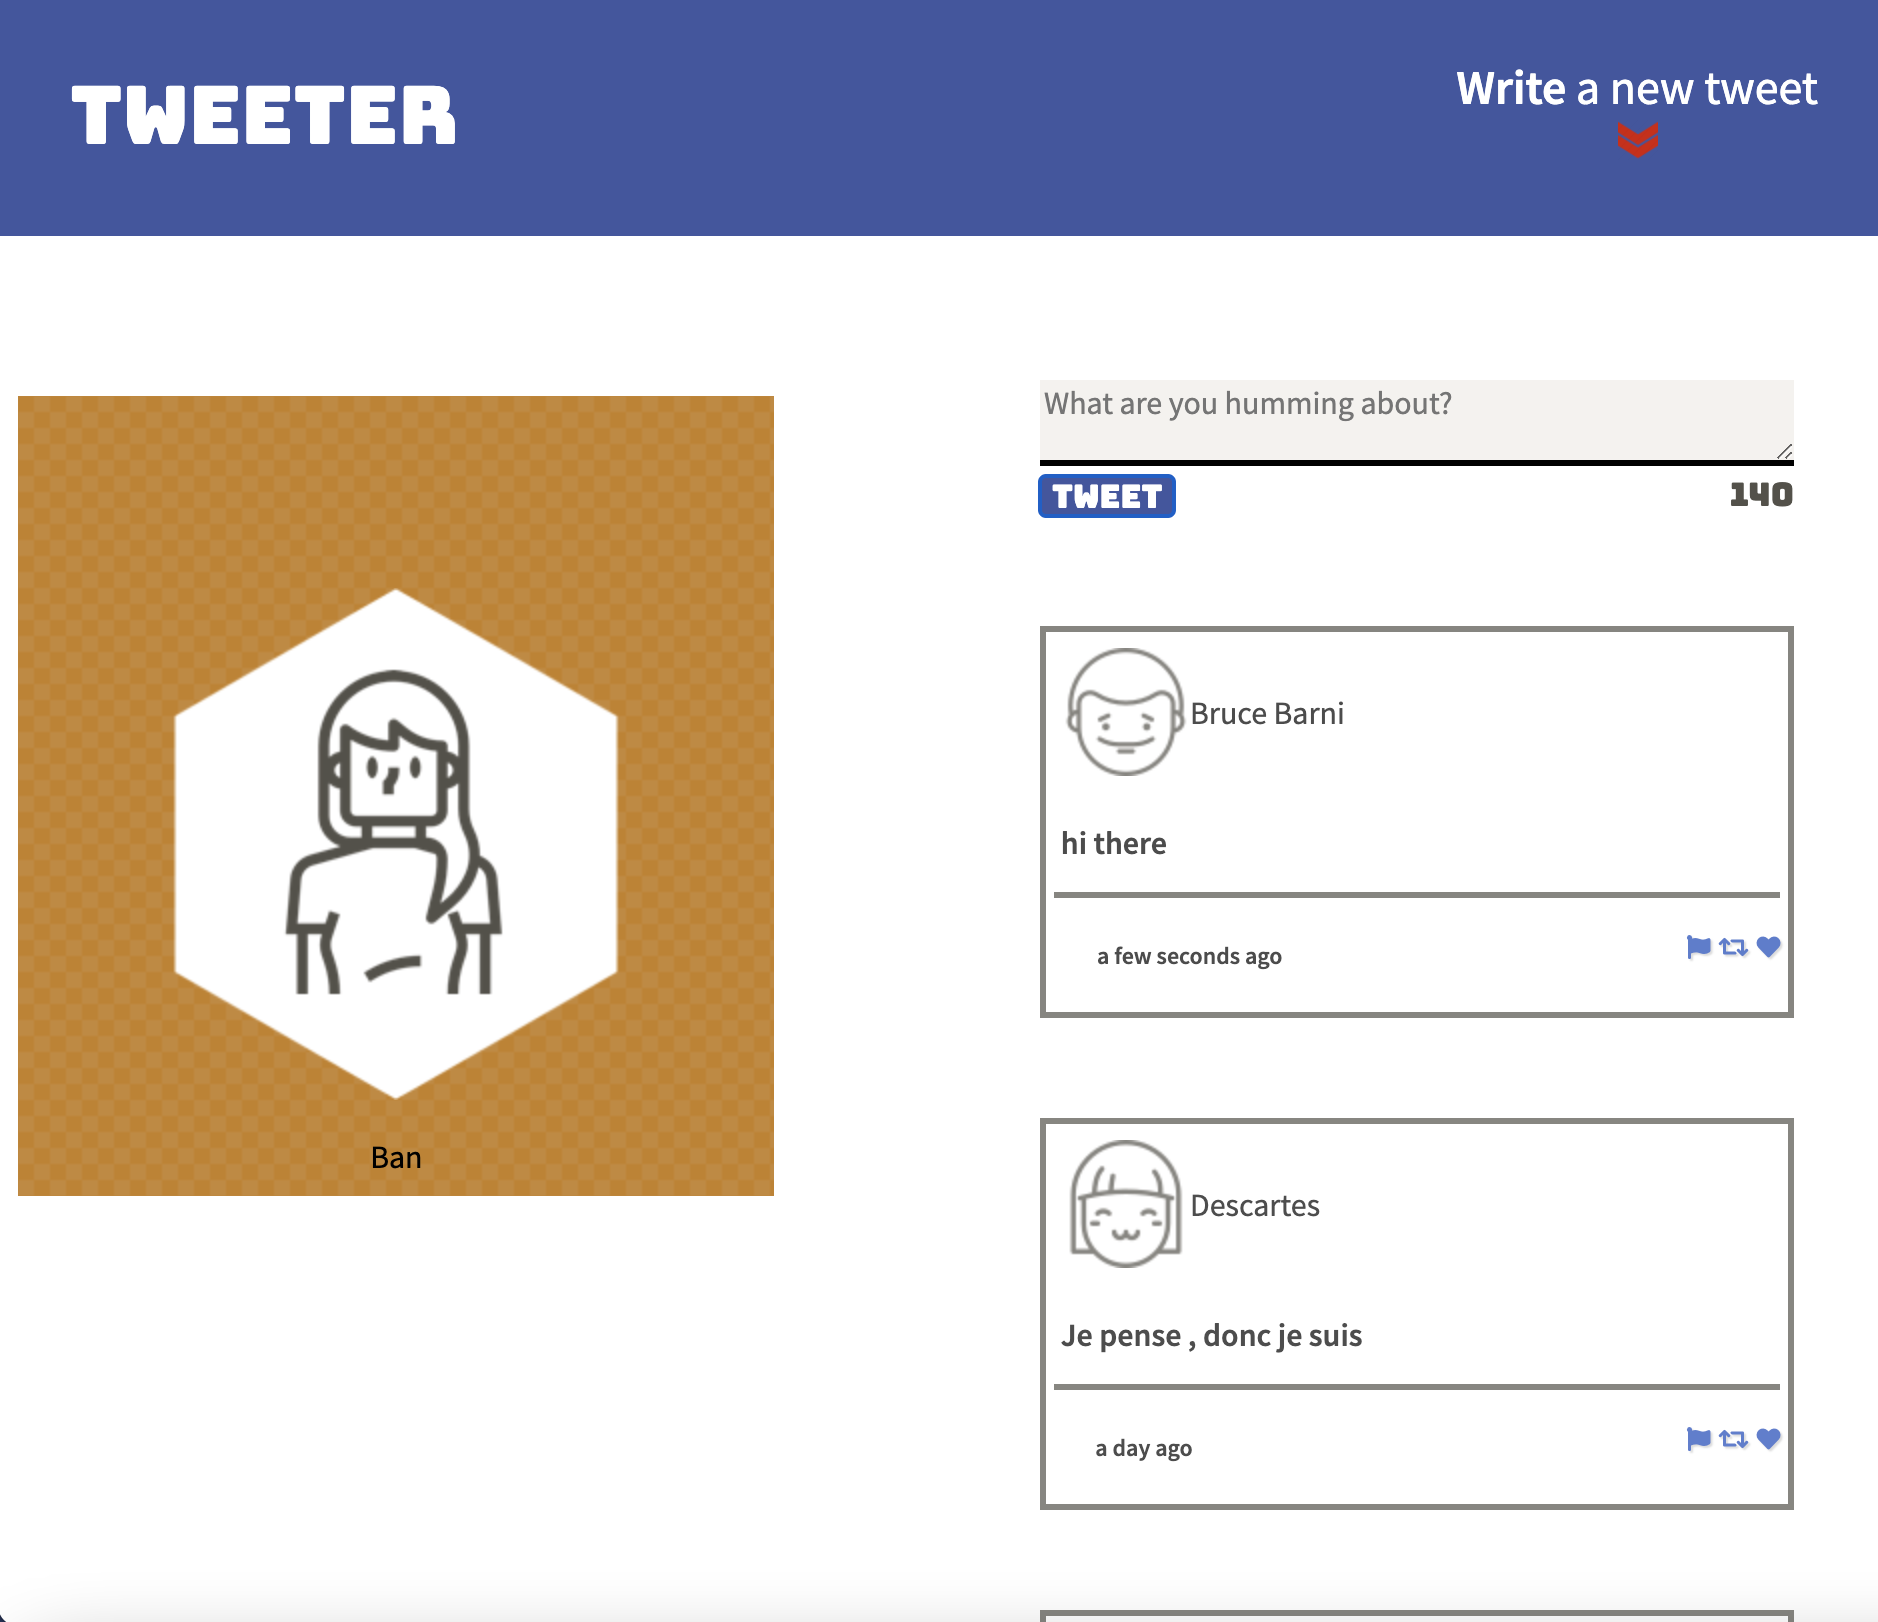 TWEETER
Write a new tweet
Ban
What are you humming about?
TWEET
140
Bruce Barni
hi there
a few seconds ago
Descartes
Je pense , donc je suis
a day ago